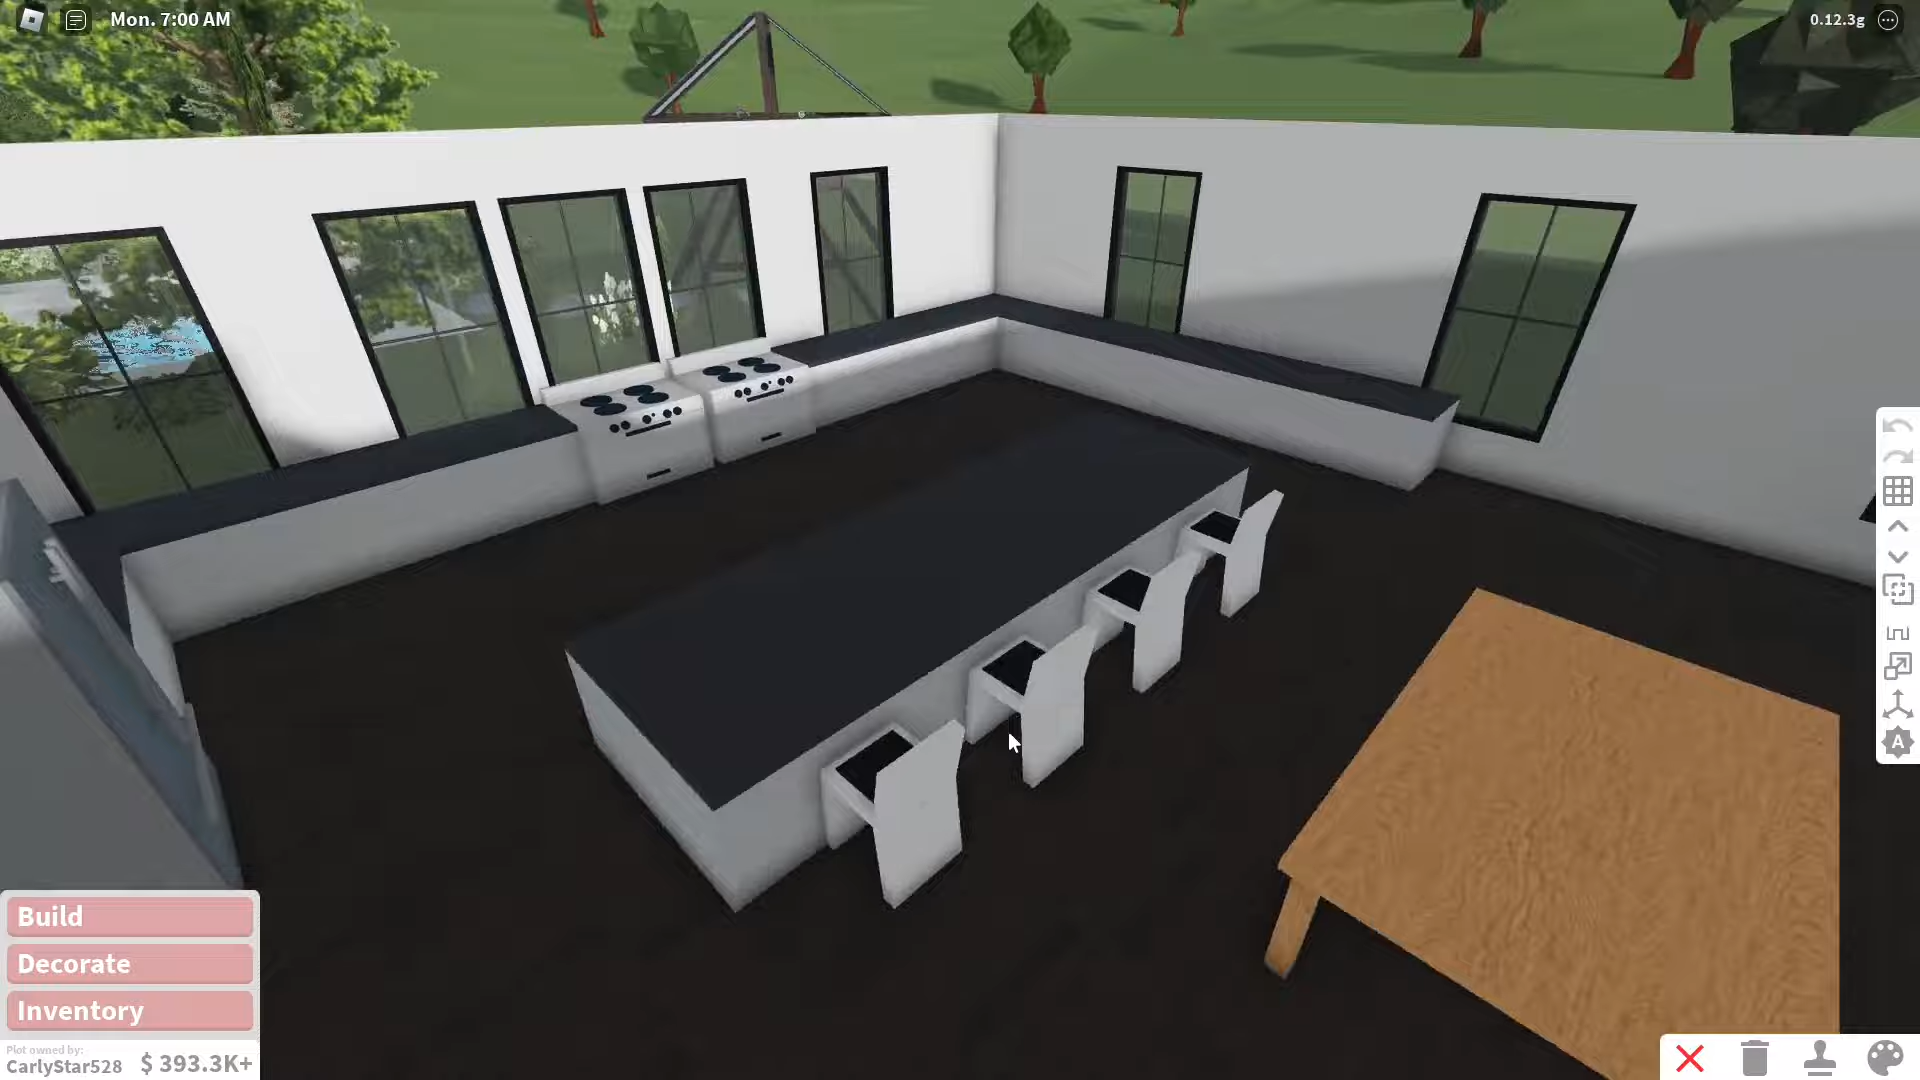 Mon. 7:00 AM
0.12.3g
A
Build
Decorate
Inventory
Plot owned by:
CarlyStar528
$ 393.3K+